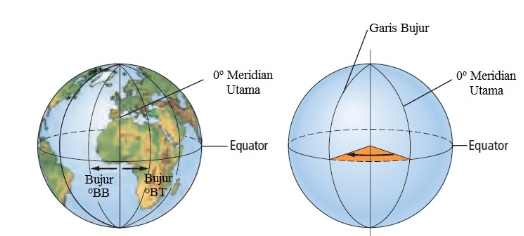 Garis Bujur
0º Meridian
Utama
Equator
Bujur
ºBB
Bujur
ºBT
0º Meridian
Utama
Equator